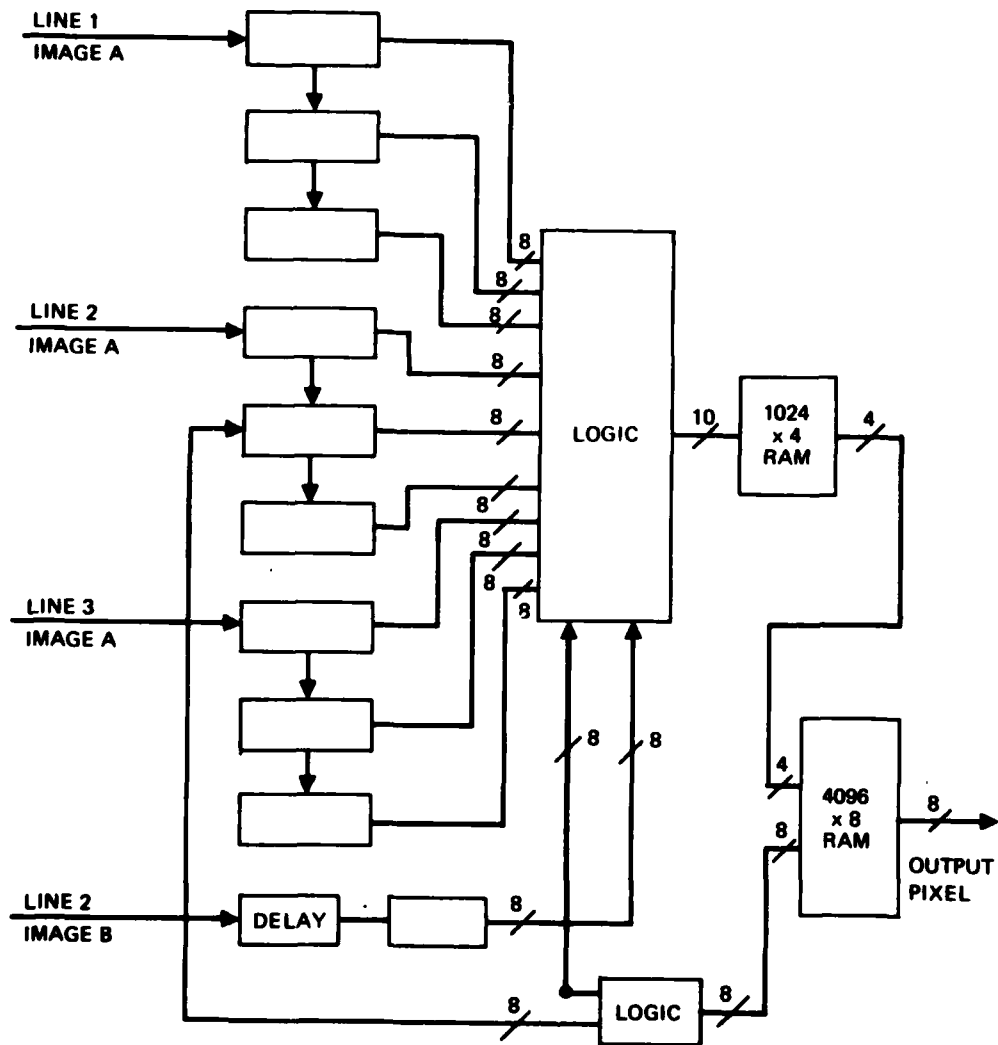 LINE 1
IMAGE A
8
8
8
LINE 2
IMAGE A
8
8
LOGIC
10
1024
x 4
RAM
4
8
8
8
8
LINE 3
IMAGE A
8
8
4
4096
x 8
RAM
8
8
OUTPUT
PIXEL
LINE 2
IMAGE B
DELAY
8
8
LOGIC
8